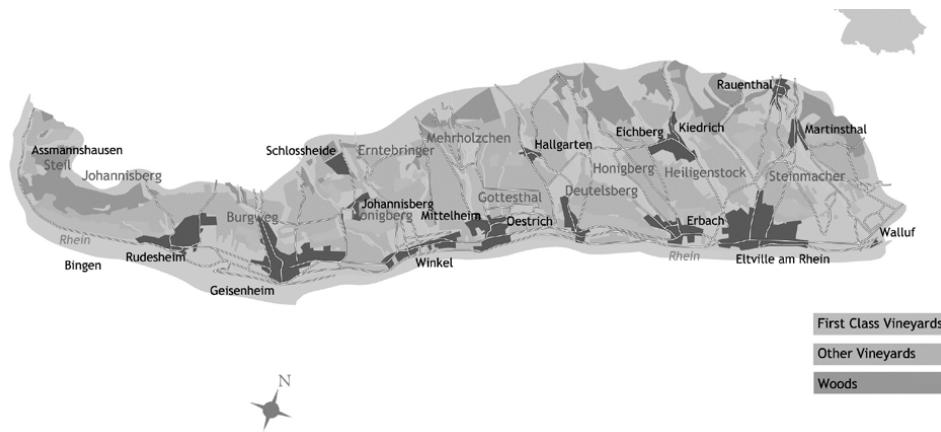 Rauenthal
Assmannshausen
Steil
Johannisberg
Schlossheide
Erntebringer
Mehrholzchen
Hallgarten
Eichberg
Kiedrich
Martinsthal
Honigberg
Heiligenstock
Steinmacher
Gottesthal
Deutelsberg
Burgweg
Johannisberg
onigberg
Mittelheim
Oestrich
Erbach
Walluf
Rhein
Bingen
Rudesheim
Geisenheim
Winkel
Rhein
Eltville am Rhein
First Class Vineyards
Other Vineyards
Woods
N